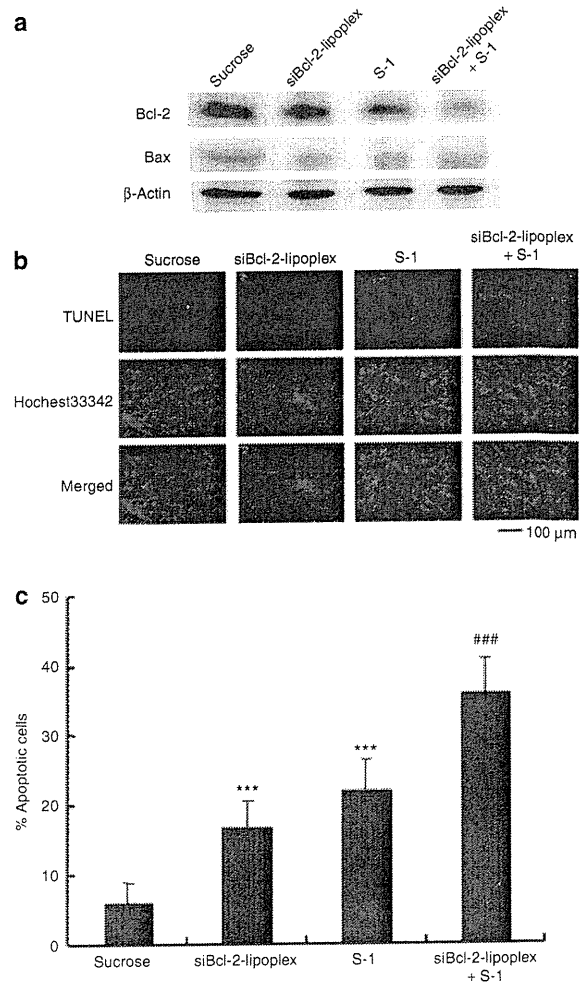 a
Sucrose
siBcl-2-lipoplex
S-1
siBcl-2-lipoplex
+ S-1
Bcl-2
Bax
β-Actin
b
Sucrose
siBcl-2-lipoplex
S-1
siBcl-2-lipoplex
+ S-1
TUNEL
Hochest33342
Merged
100 μm
c
50
40
30
20
10
0
% Apoptotic cells
***
***
###
Sucrose
siBcl-2-lipoplex
S-1
siBcl-2-lipoplex
+ S-1